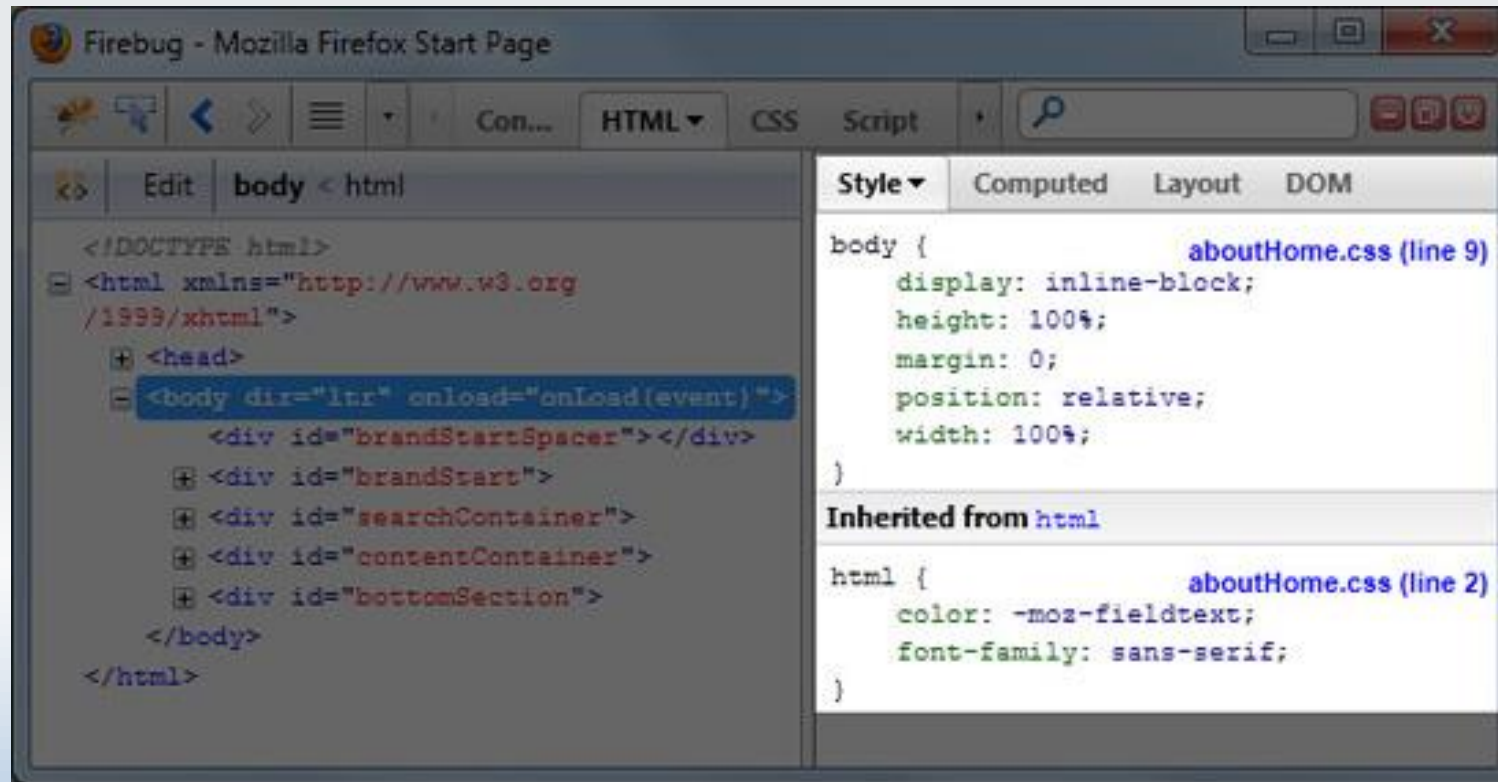 Firebug - Mozilla Firefox Start Page
Con... HTML CSS Script
Edit body < html
<!DOCTYPE html>
<html xmlns="http://www.w3.org
/1999/xhtml">
<head>
<body dir="ltr" onload="onLoad(event)">
<div id="brandStartSpacer"></div>
<div id="brandStart">
<div id="searchContainer">
<div id="contentContainer">
<div id="bottomSection">
</body>
</html>
Style Computed Layout DOM
body { aboutHome.css (line 9)
display: inline-block;
height: 100%;
margin: 0;
position: relative;
width: 100%;
}
Inherited from html
html { aboutHome.css (line 2)
color: -moz-fieldtext;
font-family: sans-serif;
}